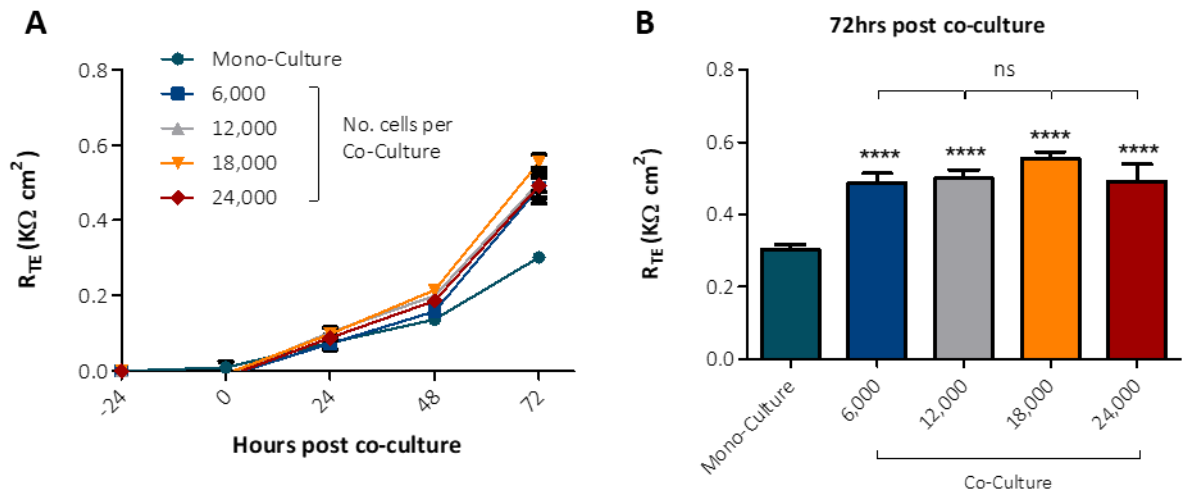 A
Mono-Culture
6,000
12,000
18,000
24,000
No. cells per
Co-Culture
0.8
0.6
0.4
0.2
0.0
R_TE (KΩ cm²)
-24
0
24
48
72
Hours post co-culture
B
72hrs post co-culture
ns
****
****
****
****
0.8
0.6
0.4
0.2
0.0
R_TE (KΩ cm²)
Mono-Culture
6,000
12,000
18,000
24,000
Co-Culture